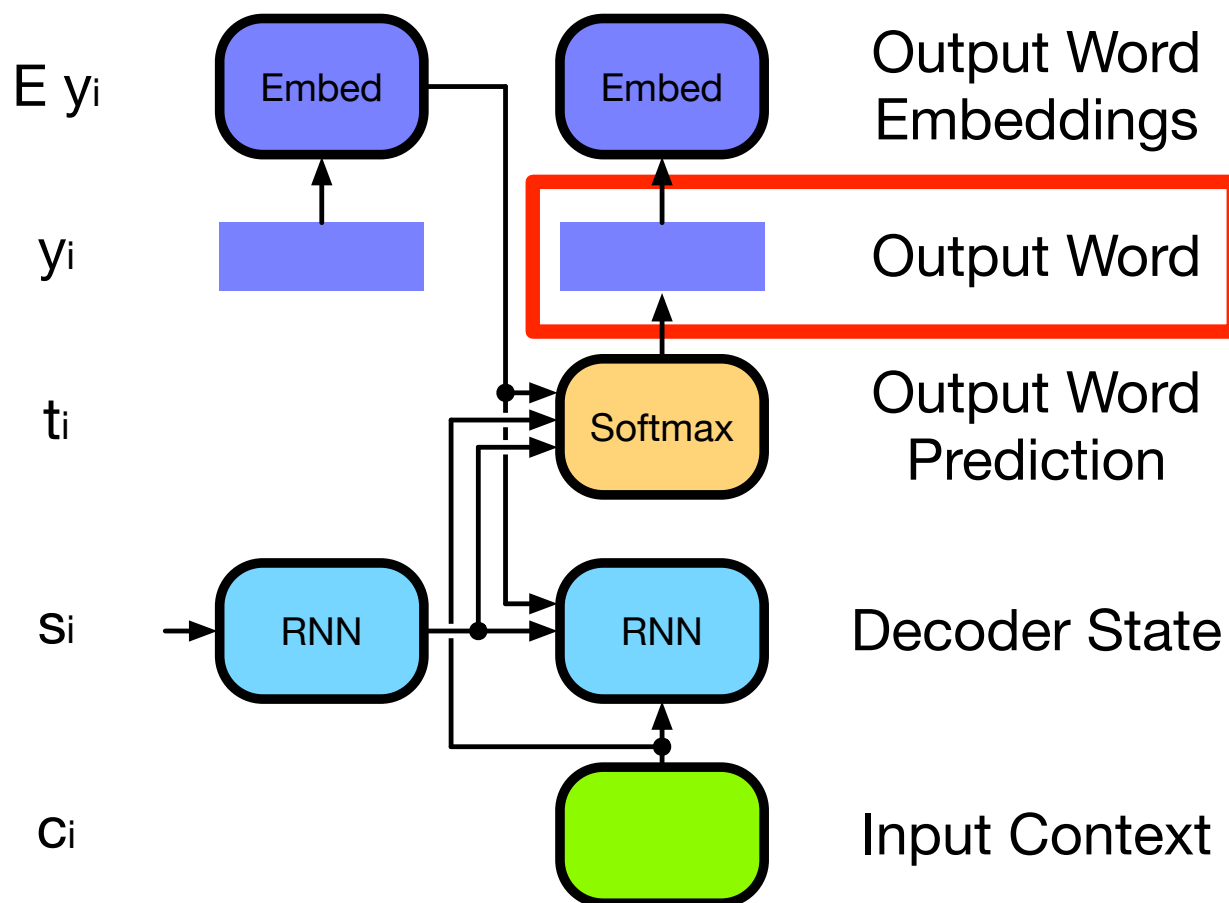 E yi
Embed
Embed
Output Word
Embeddings
yi
Output Word
ti
Softmax
Output Word
Prediction
si
RNN
RNN
Decoder State
ci
Input Context